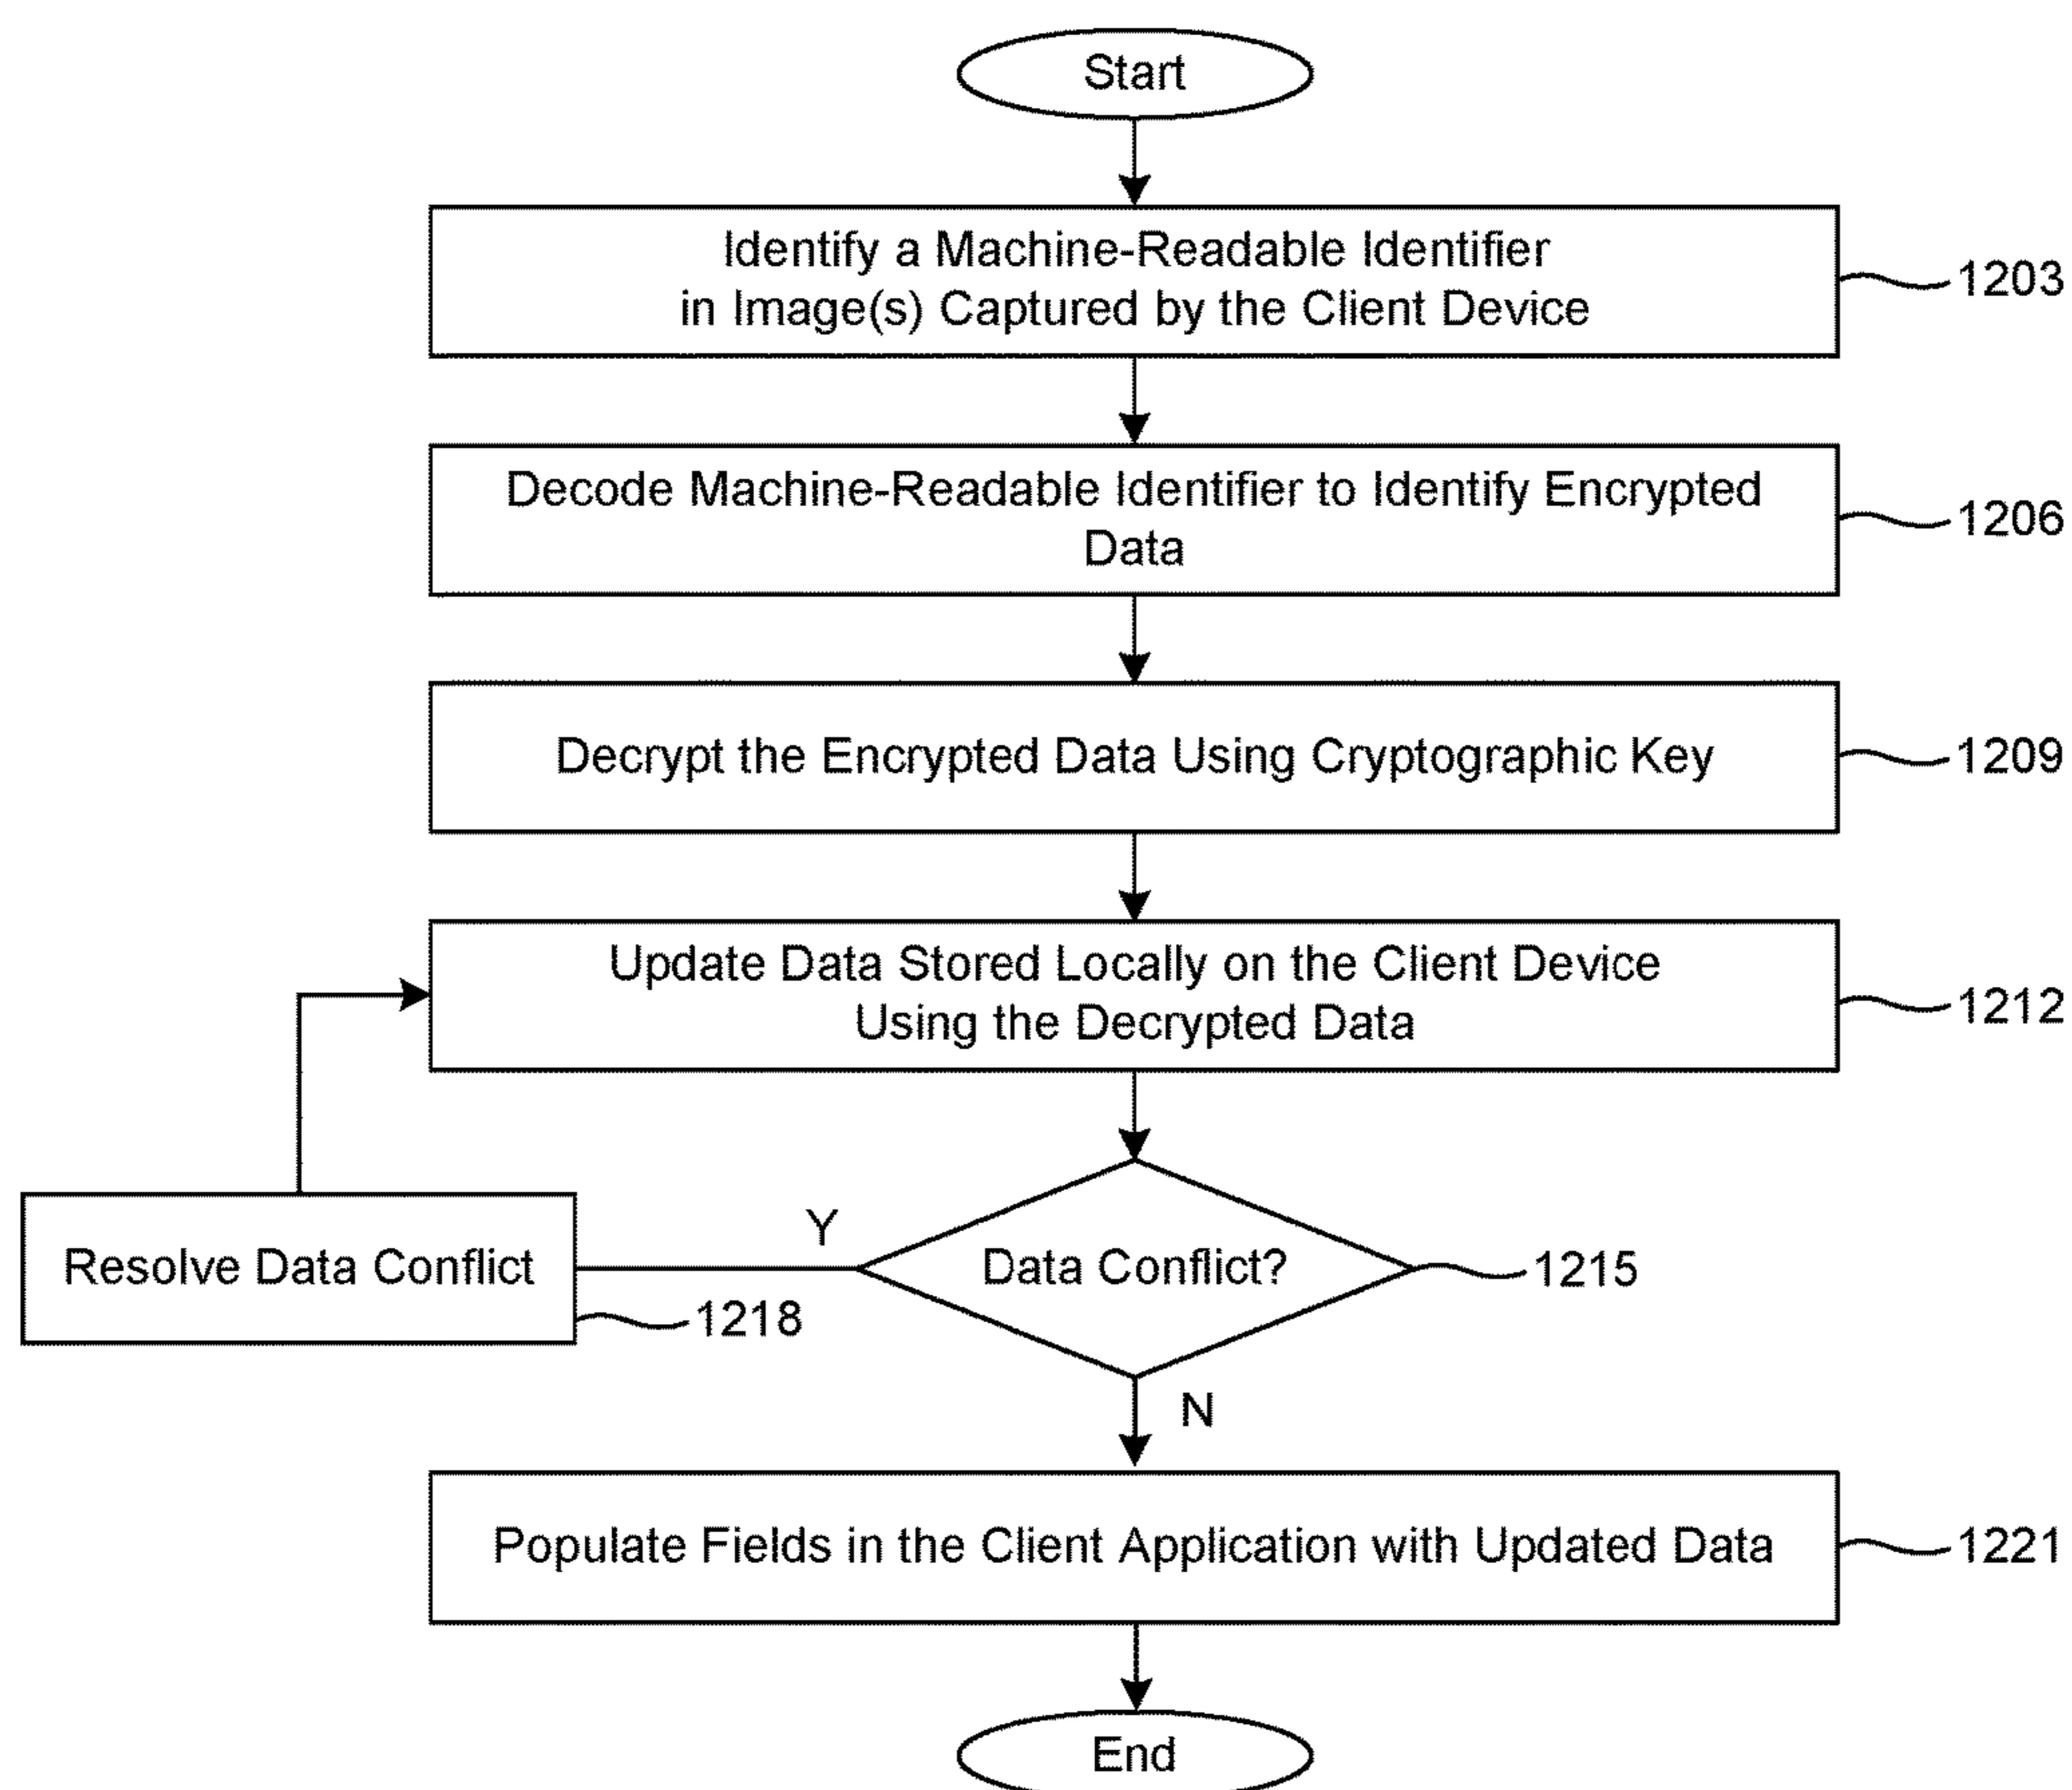 Start
Identify a Machine-Readable Identifier
in Image(s) Captured by the Client Device
1203
Decode Machine-Readable Identifier to Identify Encrypted
Data
1206
Decrypt the Encrypted Data Using Cryptographic Key
1209
Update Data Stored Locally on the Client Device
Using the Decrypted Data
1212
Y
Resolve Data Conflict
1218
Data Conflict?
1215
N
Populate Fields in the Client Application with Updated Data
1221
End